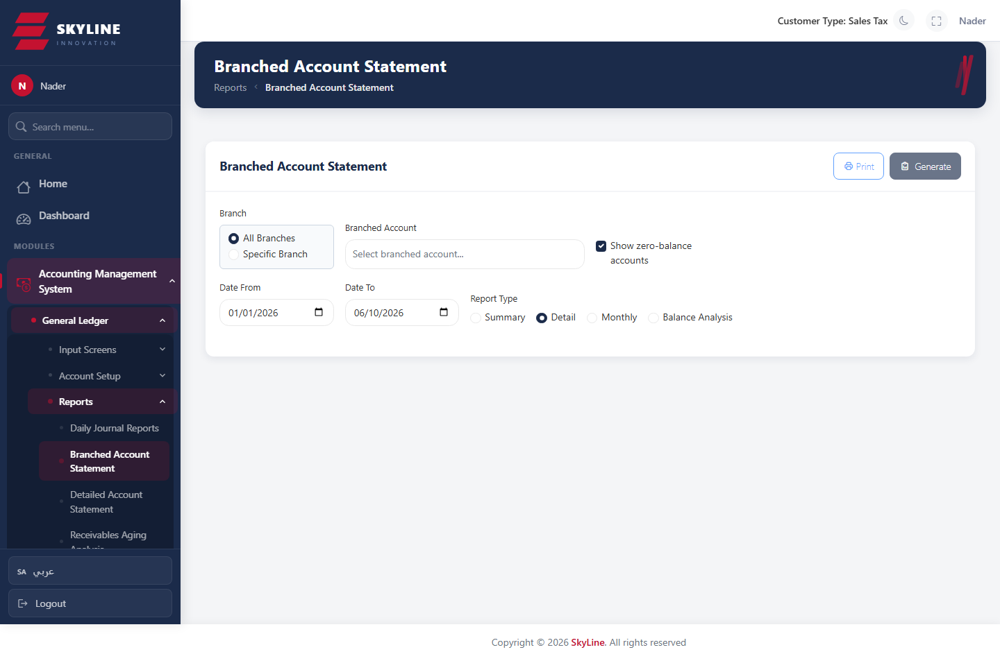 SKYLINE
INNOVATION
N Nader
Search menu...
GENERAL
Home
Dashboard
MODULES
Accounting Management
System
General Ledger
Input Screens
Account Setup
Reports
Daily Journal Reports
Branched Account
Statement
Detailed Account
Statement
Receivables Aging
Analysis
SA عربي
Logout
Customer Type: Sales Tax
Nader
Branched Account Statement
Reports < Branched Account Statement
Branched Account Statement
Print
Generate
Branch
All Branches
Specific Branch
Branched Account
Select branched account...
Show zero-balance
accounts
Date From
01/01/2026
Date To
06/10/2026
Report Type
Summary Detail Monthly Balance Analysis
Copyright © 2026 SkyLine. All rights reserved